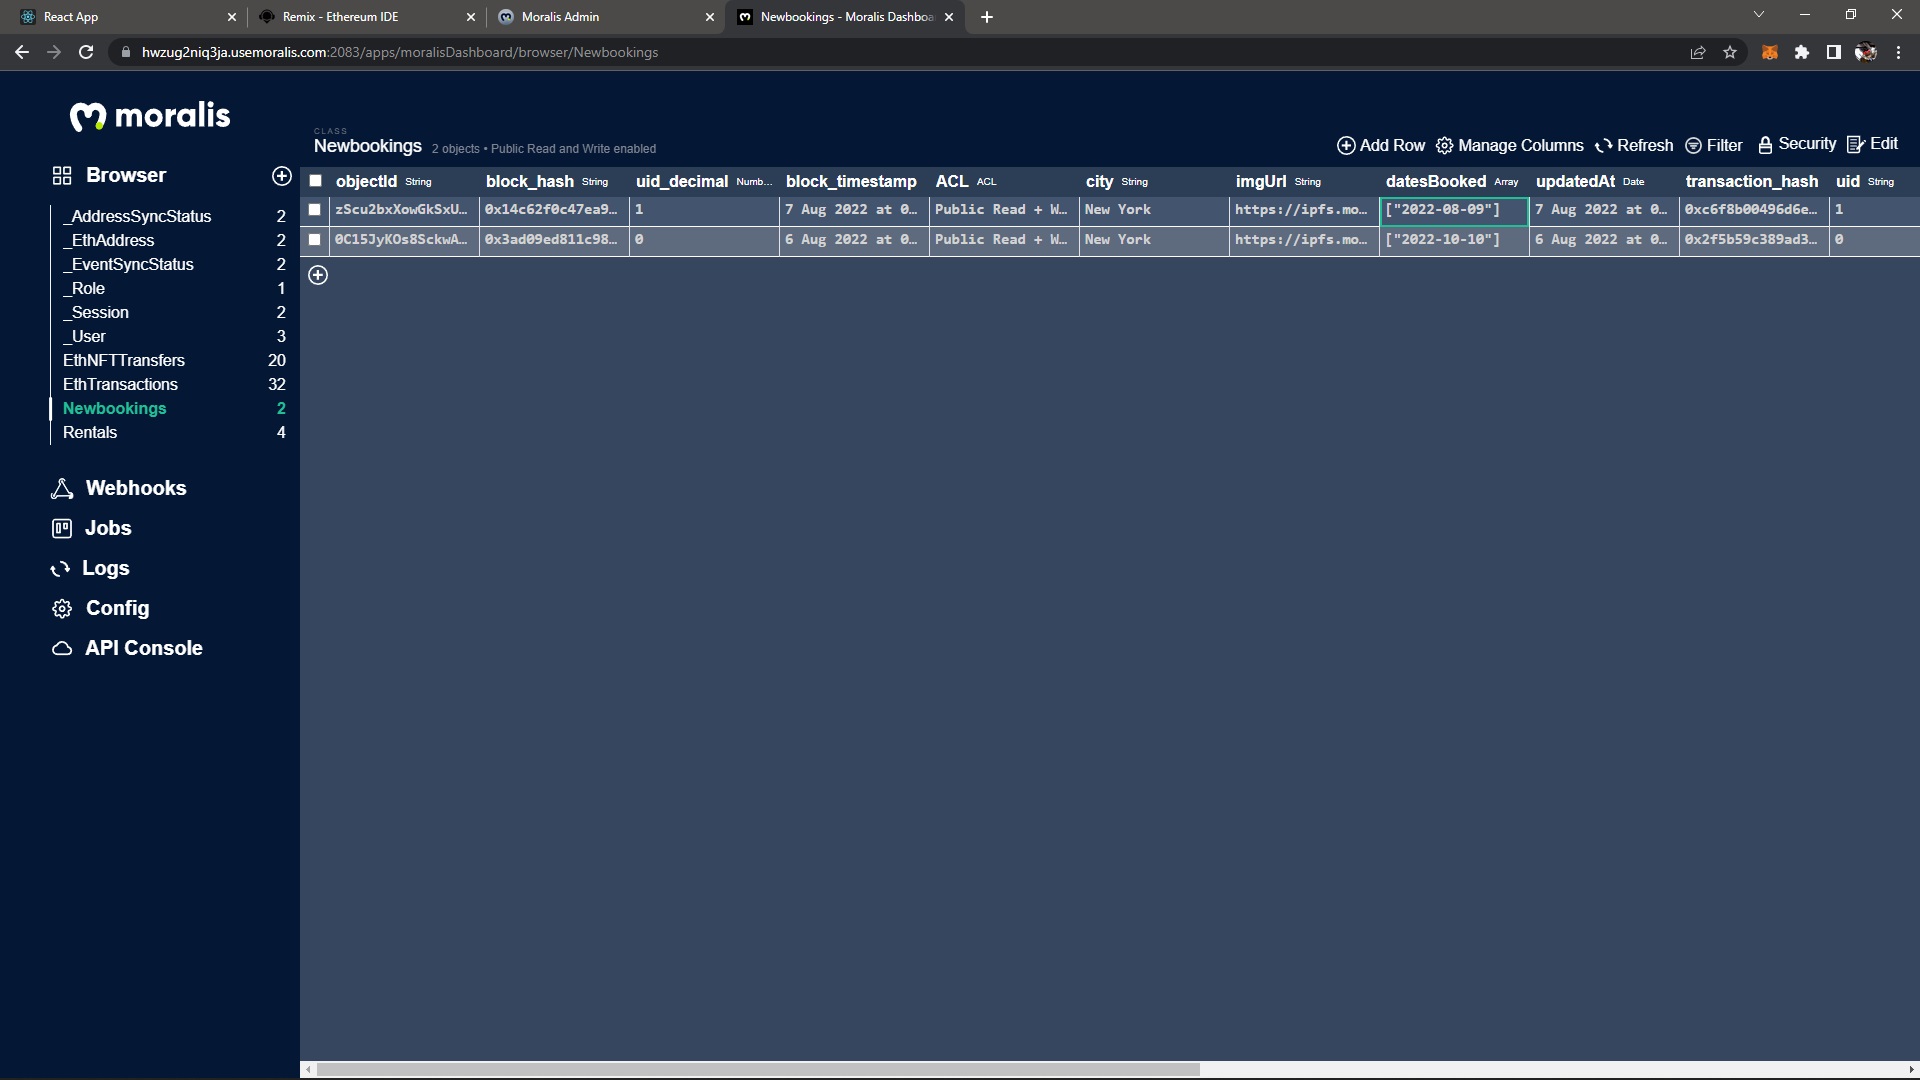 React App
Remix - Ethereum IDE
Moralis Admin
Newbookings - Moralis Dashboa
hwzug2niq3ja.usemoralis.com:2083/apps/moralisDashboard/browser/Newbookings
moralis
CLASS
Newbookings 2 objects • Public Read and Write enabled
Add Row Manage Columns Refresh Filter Security Edit
Browser
_AddressSyncStatus 2
_EthAddress 2
_EventSyncStatus 2
_Role 1
_Session 2
_User 3
EthNFTTransfers 20
EthTransactions 32
Newbookings 2
Rentals 4
Webhooks
Jobs
Logs
Config
API Console
objectId String block_hash String uid_decimal Numb... block_timestamp ACL ACL city String imgUrl String datesBooked Array updatedAt Date transaction_hash uid String
zScu2bxXowGkSxU... 0x14c62f0c47ea9... 1 7 Aug 2022 at 0... Public Read + W... New York https://ipfs.mo... ["2022-08-09"] 7 Aug 2022 at 0... 0xc6f8b00496d6e... 1
0C15JyKOs8SckwA... 0x3ad09ed811c98... 0 6 Aug 2022 at 0... Public Read + W... New York https://ipfs.mo... ["2022-10-10"] 6 Aug 2022 at 0... 0x2f5b59c389ad3... 0